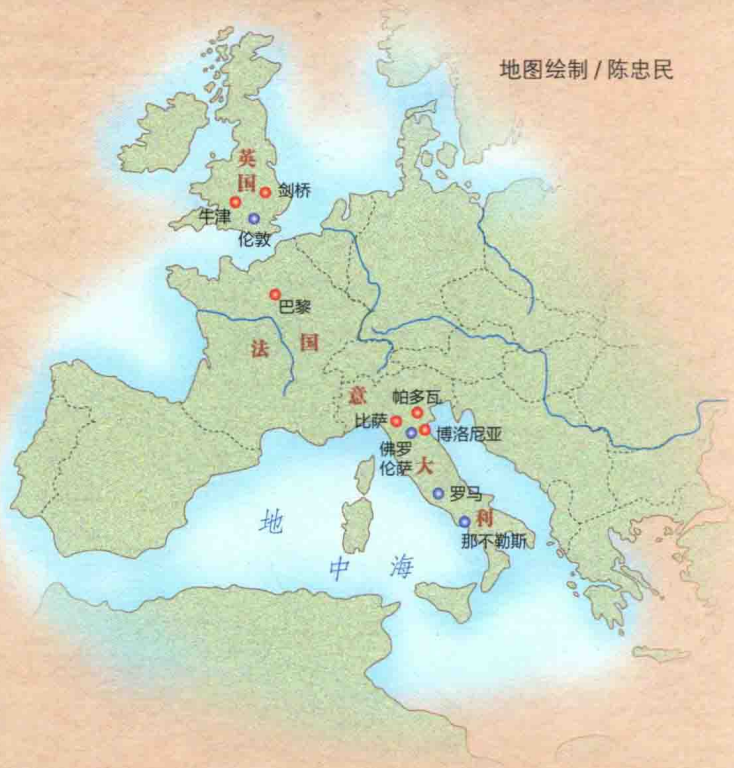 地图绘制 / 陈忠民
英国
剑桥
牛津
伦敦
巴黎
法国
意大利
帕多瓦
比萨
博洛尼亚
佛罗
伦萨
罗马
那不勒斯
地中海